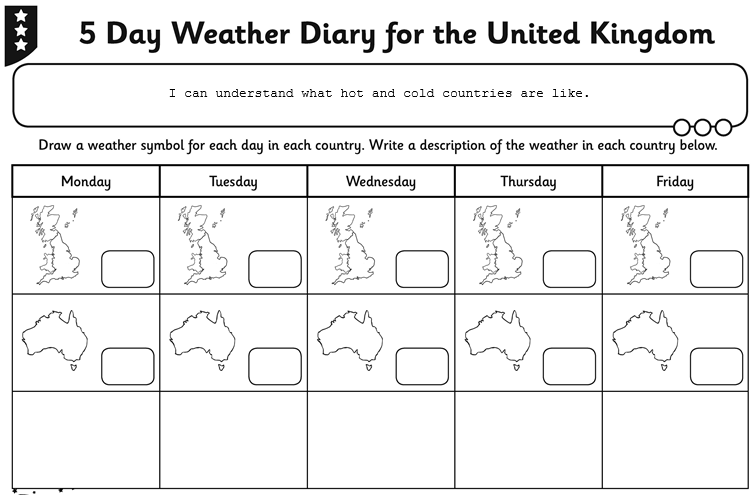 5 Day Weather Diary for the United Kingdom
I can understand what hot and cold countries are like.
Draw a weather symbol for each day in each country. Write a description of the weather in each country below.
Monday Tuesday Wednesday Thursday Friday